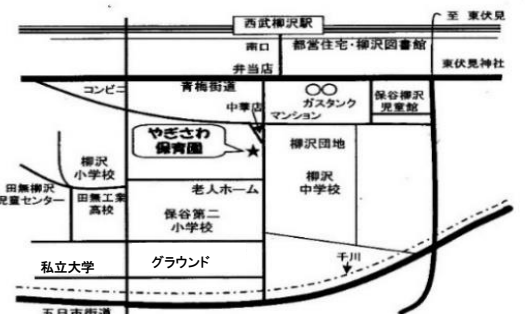 至 東伏見
西武柳沢駅
南口
都営住宅・柳沢図書館
弁当店
東伏見神社
コンビニ
青梅街道
ガスタンク
保谷柳沢
児童館
中華店
マンション
やぎさわ
保育園
柳沢団地
柳沢
小学校
柳沢
中学校
田無柳沢
児童センター
田無工業
高校
老人ホーム
保谷第二
小学校
私立大学
グラウンド
千川
五日市街道